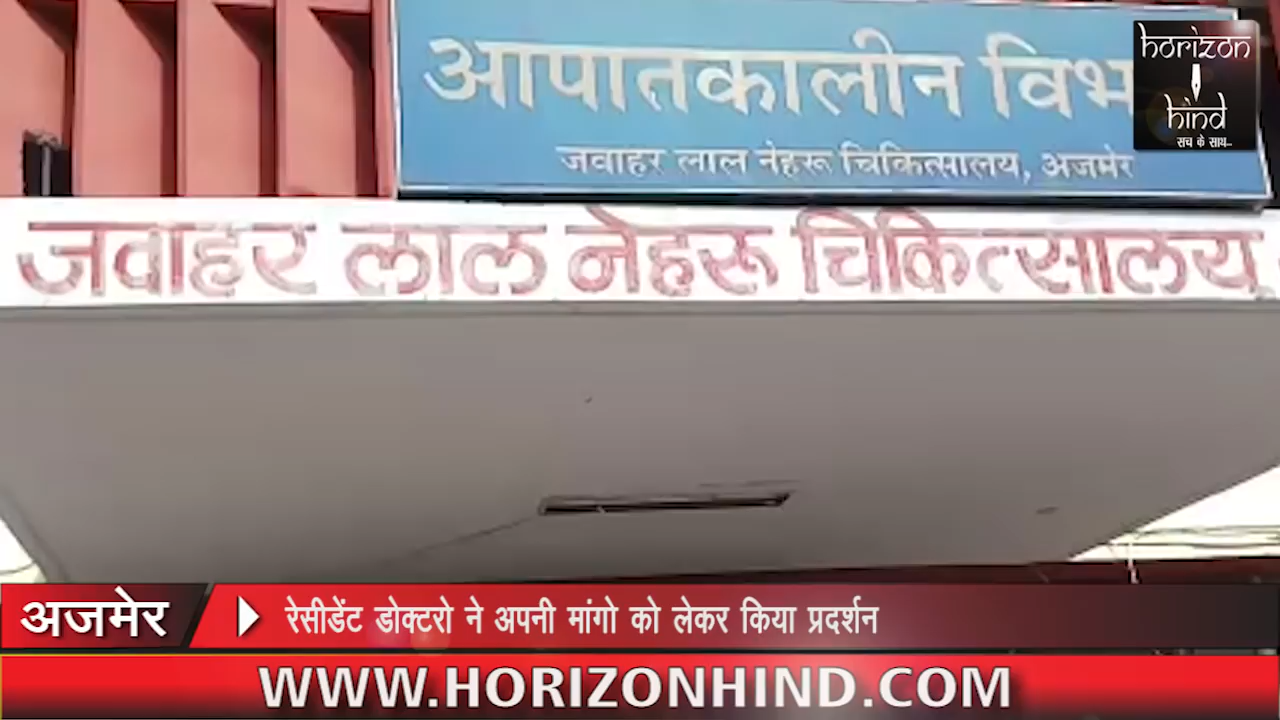 आपातकालीन विभ
horizon
hind
सच के साथ..
जवाहर लाल नेहरू चिकित्सालय, अजमेर
जवाहर लाल नेहरू चिकित्सालय
अजमेर
रेसीडेंट डोक्टरो ने अपनी मांगो को लेकर किया प्रदर्शन
WWW.HORIZONHIND.COM